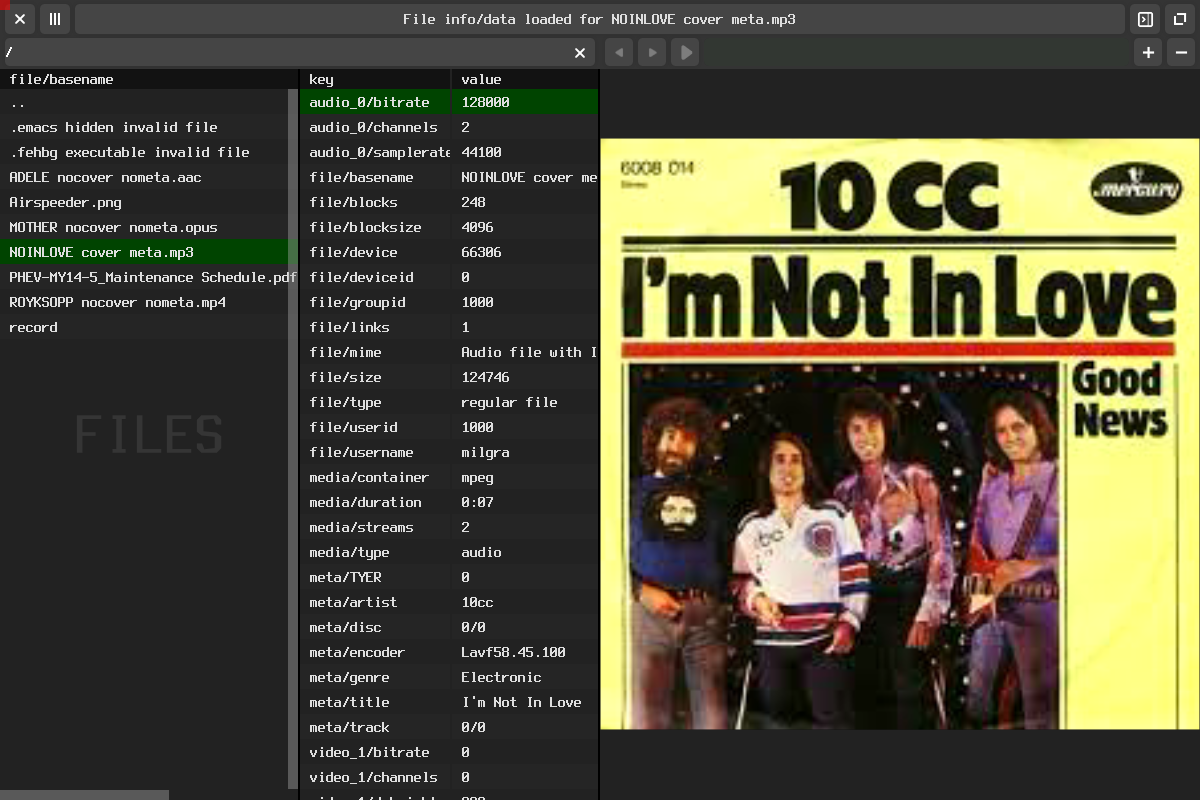 File info/data loaded for NOINLOVE cover meta.mp3
/
file/basename
..
.emacs hidden invalid file
.fehbg executable invalid file
ADELE nocover nometa.aac
Airspeeder.png
MOTHER nocover nometa.opus
NOINLOVE cover meta.mp3
PHEV-MY14-5_Maintenance Schedule.pdf
ROYKSOPP nocover nometa.mp4
record
FILES
key value
audio_0/bitrate 128000
audio_0/channels 2
audio_0/samplerate 44100
file/basename NOINLOVE cover me
file/blocks 248
file/blocksize 4096
file/device 66306
file/deviceid 0
file/groupid 1000
file/links 1
file/mime Audio file with I
file/size 124746
file/type regular file
file/userid 1000
file/username milgra
media/container mpeg
media/duration 0:07
media/streams 2
media/type audio
meta/TYER 0
meta/artist 10cc
meta/disc 0/0
meta/encoder Lavf58.45.100
meta/genre Electronic
meta/title I'm Not In Love
meta/track 0/0
video_1/bitrate 0
video_1/channels 0
6008 014
Stereo
10 CC
mercury
I'm Not In Love
Good
News